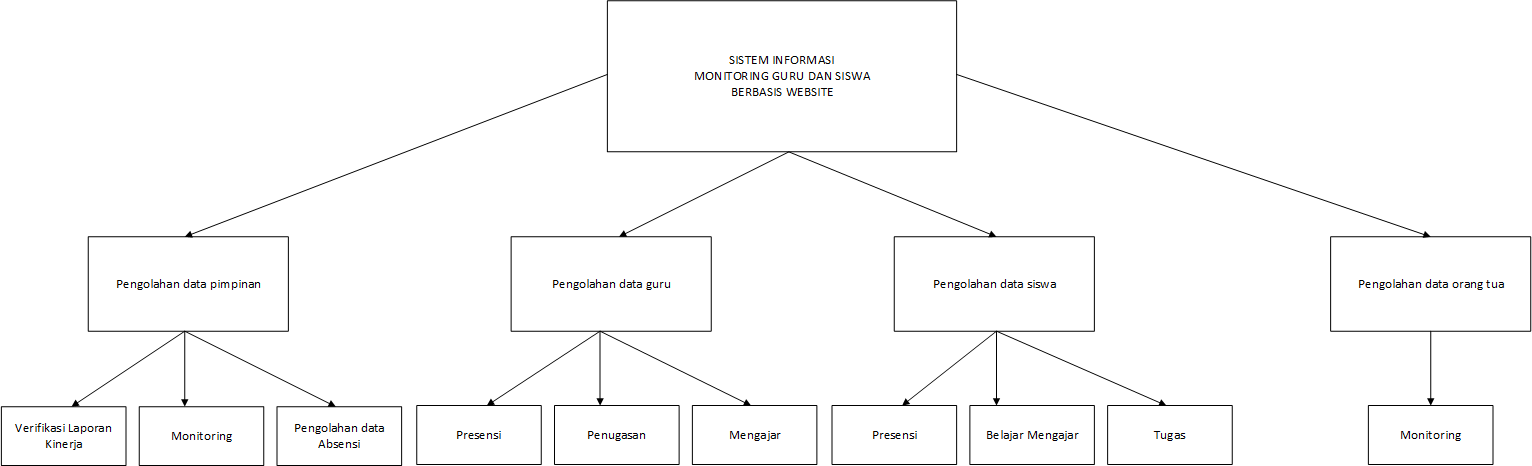 SISTEM INFORMASI
MONITORING GURU DAN SISWA
BERBASIS WEBSITE
Pengolahan data pimpinan
Pengolahan data guru
Pengolahan data siswa
Pengolahan data orang tua
Verifikasi Laporan
Kinerja
Monitoring
Pengolahan data
Absensi
Presensi
Penugasan
Mengajar
Presensi
Belajar Mengajar
Tugas
Monitoring